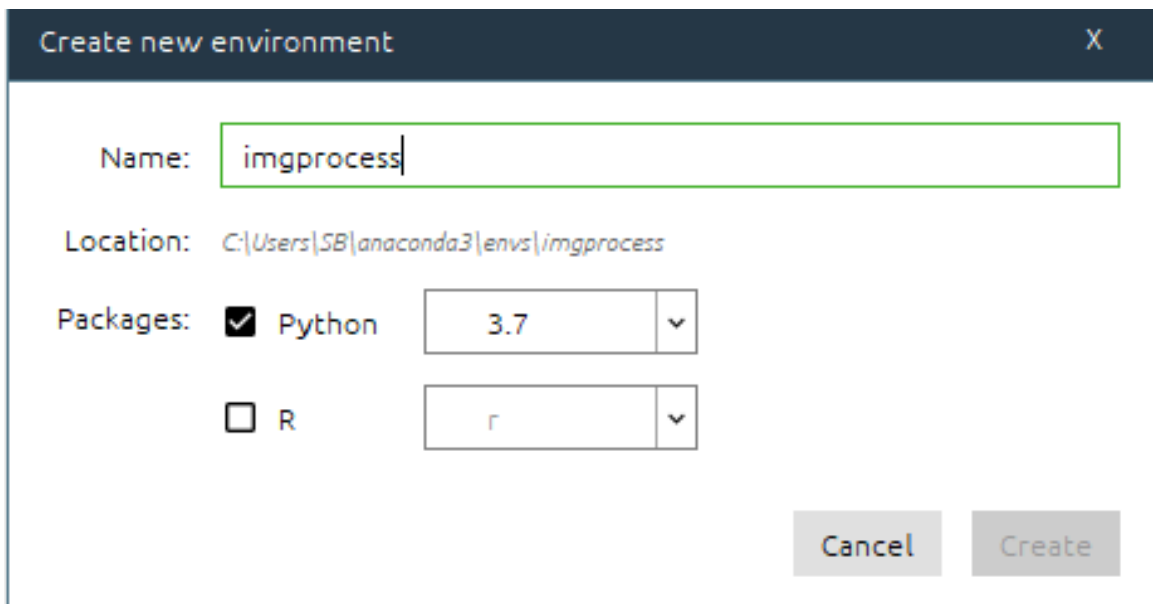 Create new environment X
Name: imgprocess
Location: C:\Users\SB\anaconda3\envs\imgprocess
Packages: Python 3.7
R r
Cancel Create